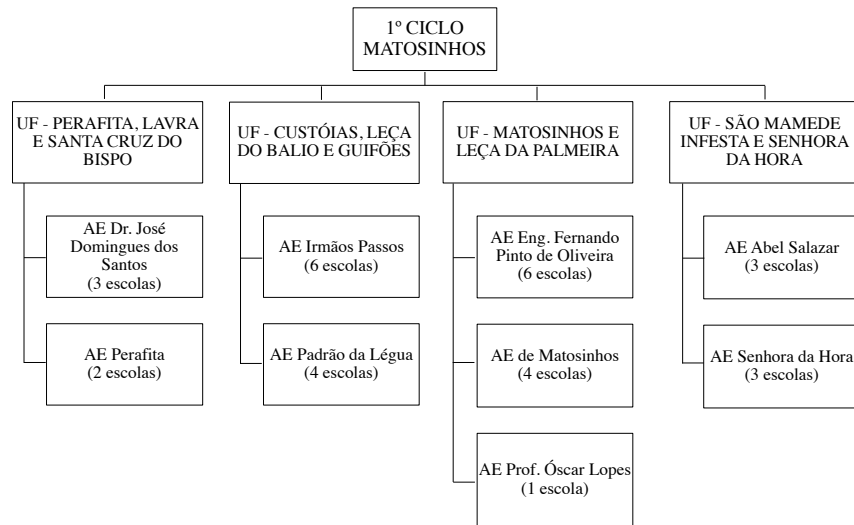 1º CICLO
MATOSINHOS
UF - PERAFITA, LAVRA
E SANTA CRUZ DO
BISPO
UF - CUSTÓIAS, LEÇA
DO BALIO E GUIFÕES
UF - MATOSINHOS E
LEÇA DA PALMEIRA
UF - SÃO MAMEDE
INFESTA E SENHORA
DA HORA
AE Dr. José
Domingues dos
Santos
(3 escolas)
AE Irmãos Passos
(6 escolas)
AE Eng. Fernando
Pinto de Oliveira
(6 escolas)
AE Abel Salazar
(3 escolas)
AE Perafita
(2 escolas)
AE Padrão da Légua
(4 escolas)
AE de Matosinhos
(4 escolas)
AE Senhora da Hora
(3 escolas)
AE Prof. Óscar Lopes
(1 escola)